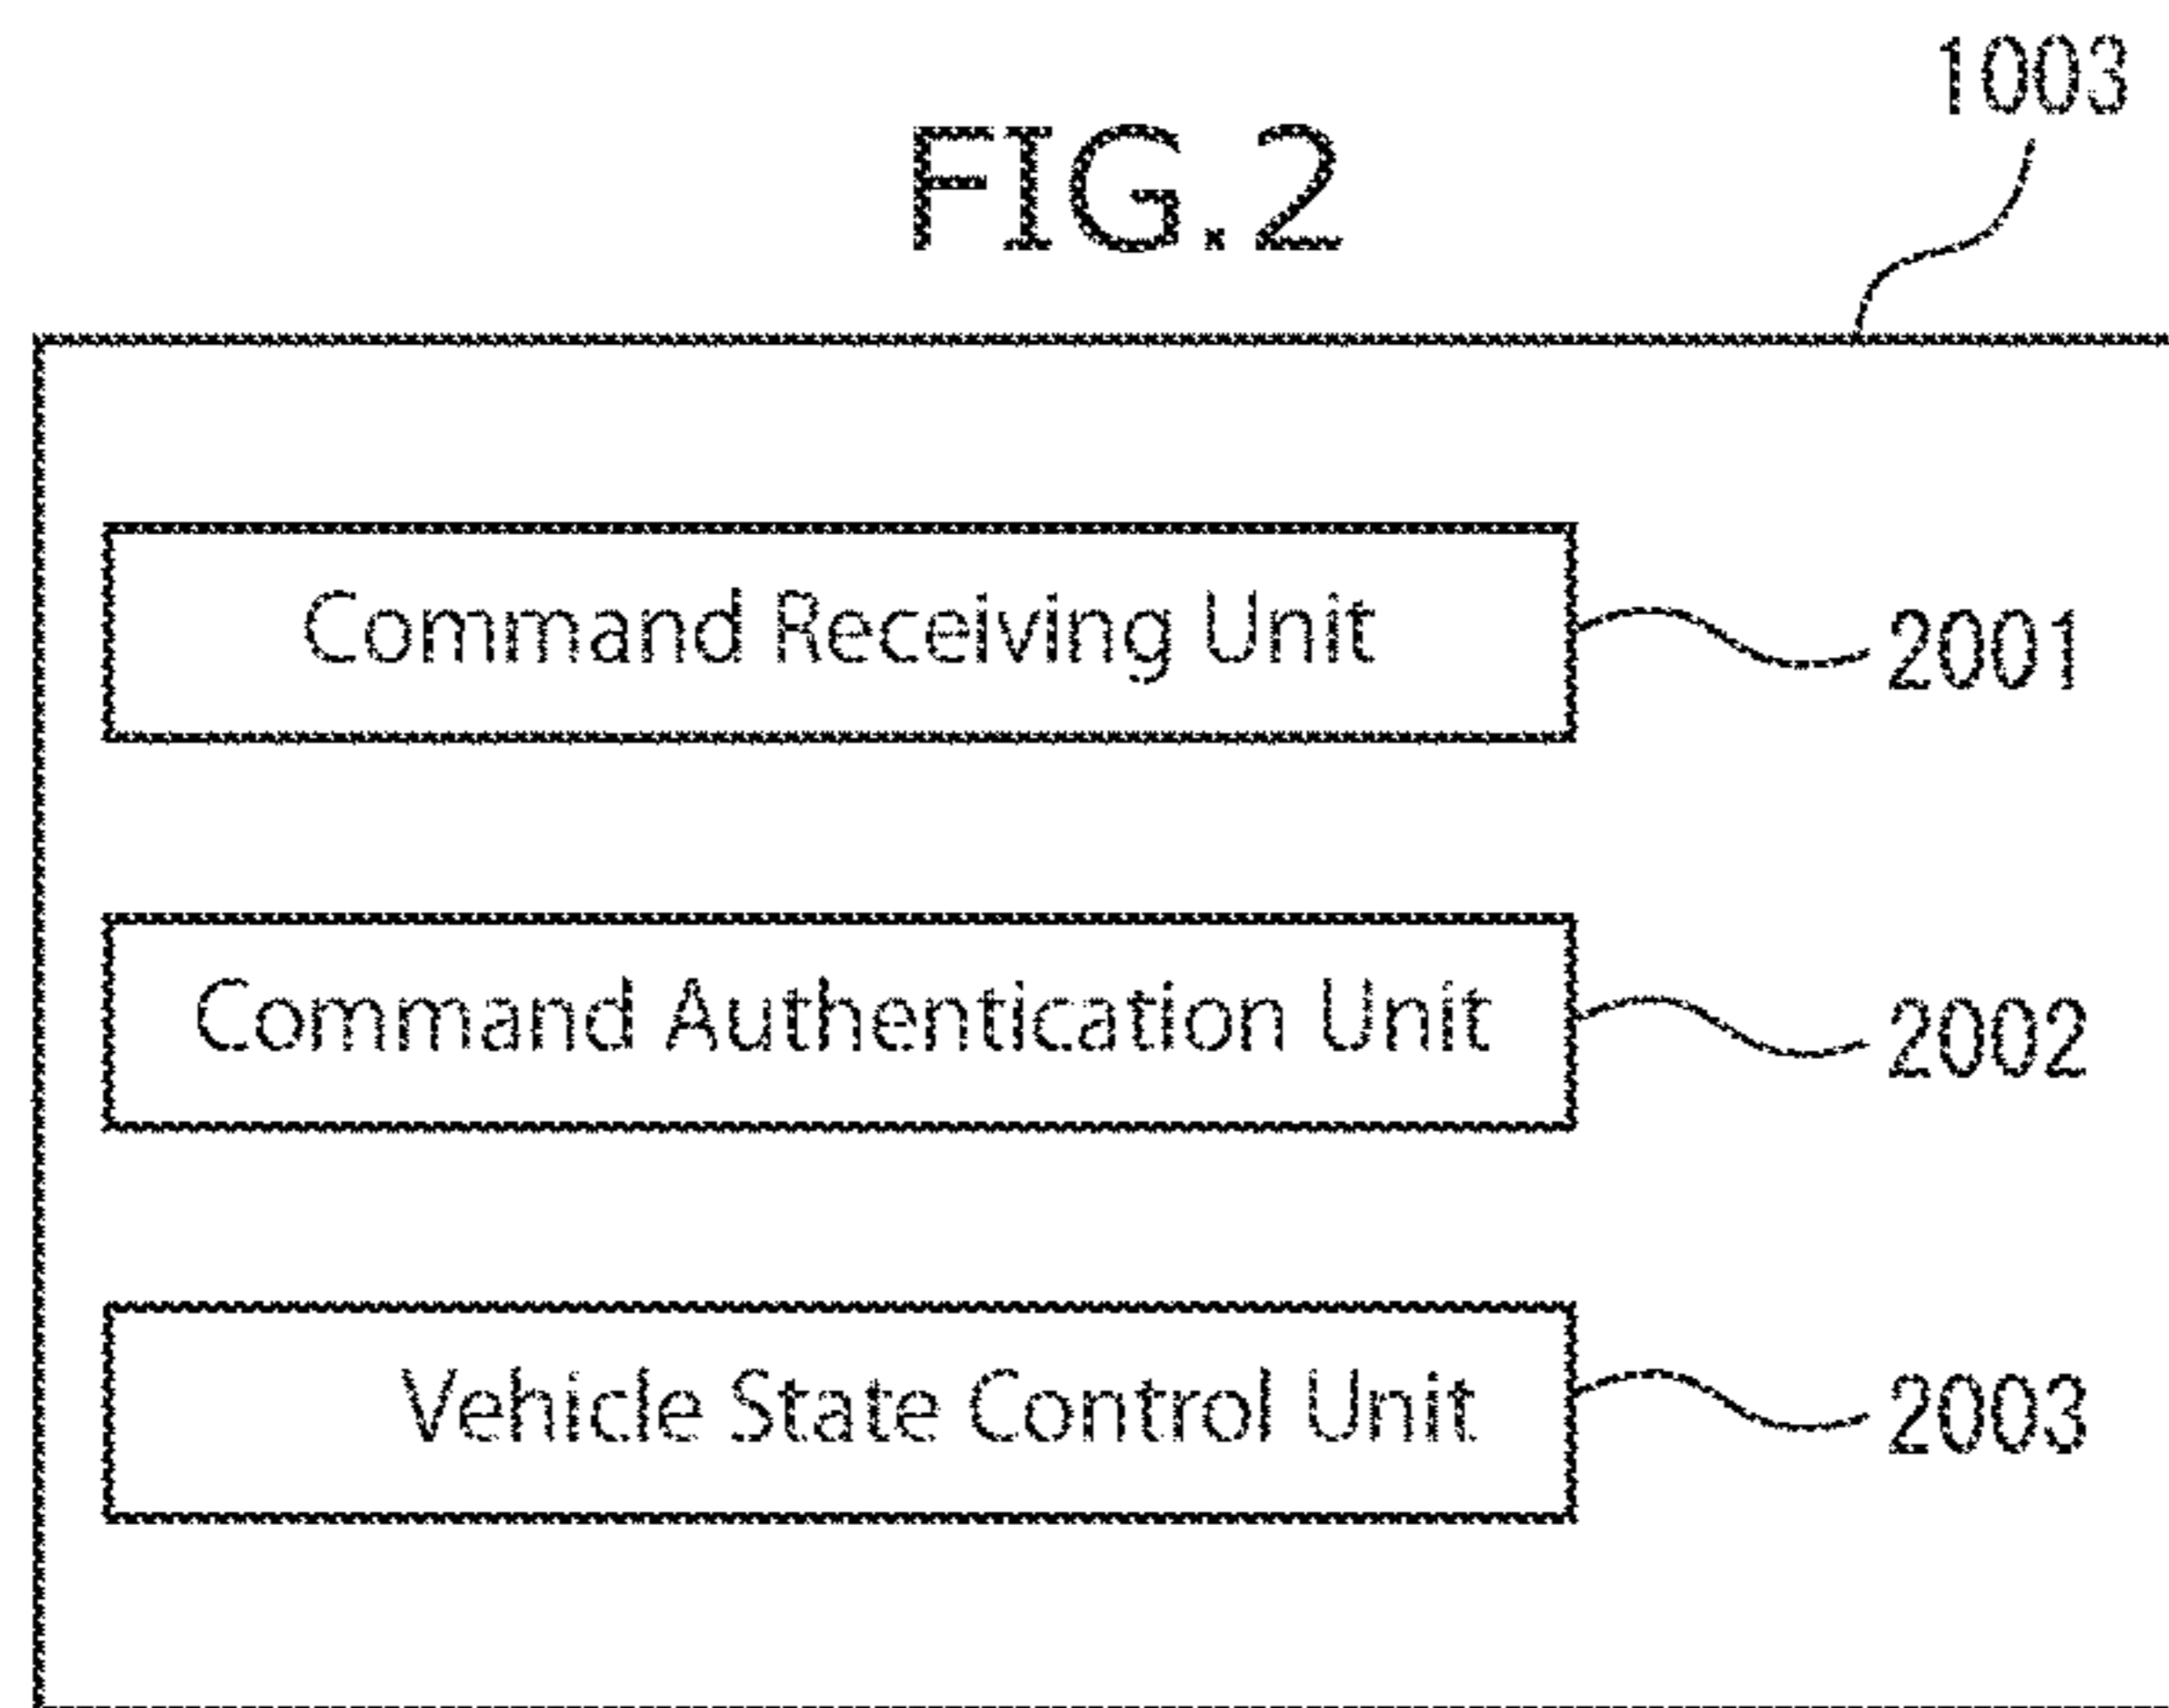 1003
FIG.2
Command Receiving Unit
2001
Command Authentication Unit
2002
Vehicle State Control Unit
2003